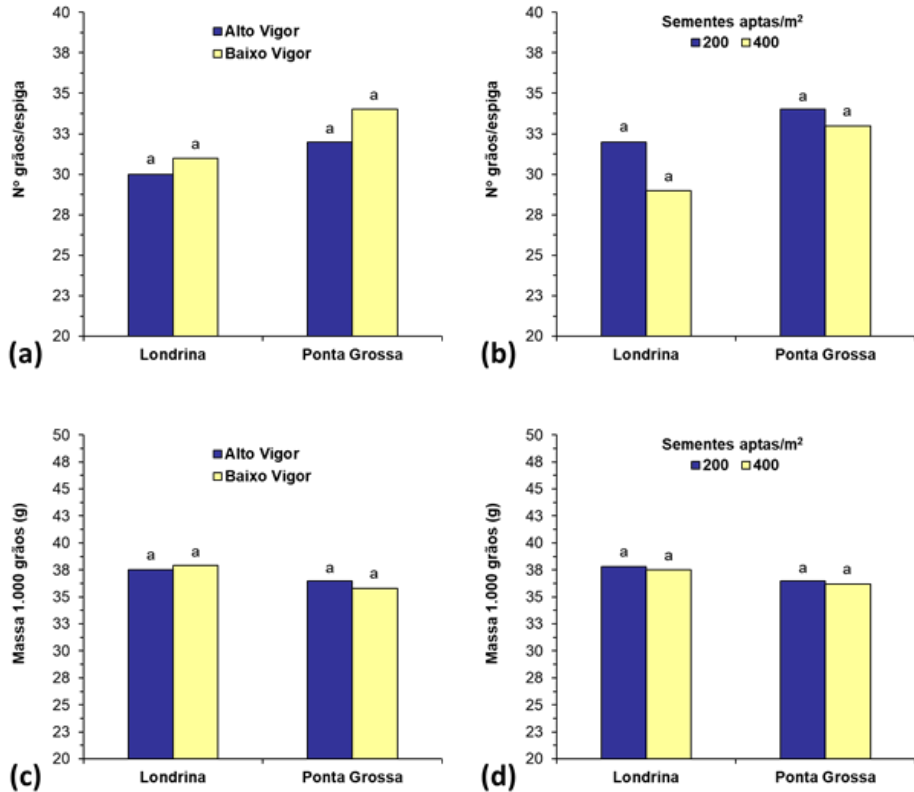 Nº grãos/espiga
40
38
35
33
30
28
25
23
20
Alto Vigor
Baixo Vigor
a a a a
Londrina Ponta Grossa
(a)
Nº grãos/espiga
40
38
35
33
30
28
25
23
20
Sementes aptas/m²
200 400
a a a a
Londrina Ponta Grossa
(b)
Massa 1.000 grãos (g)
50
48
45
43
40
38
35
33
30
28
25
23
20
Alto Vigor
Baixo Vigor
a a a a
Londrina Ponta Grossa
(c)
Massa 1.000 grãos (g)
50
48
45
43
40
38
35
33
30
28
25
23
20
Sementes aptas/m²
200 400
a a a a
Londrina Ponta Grossa
(d)